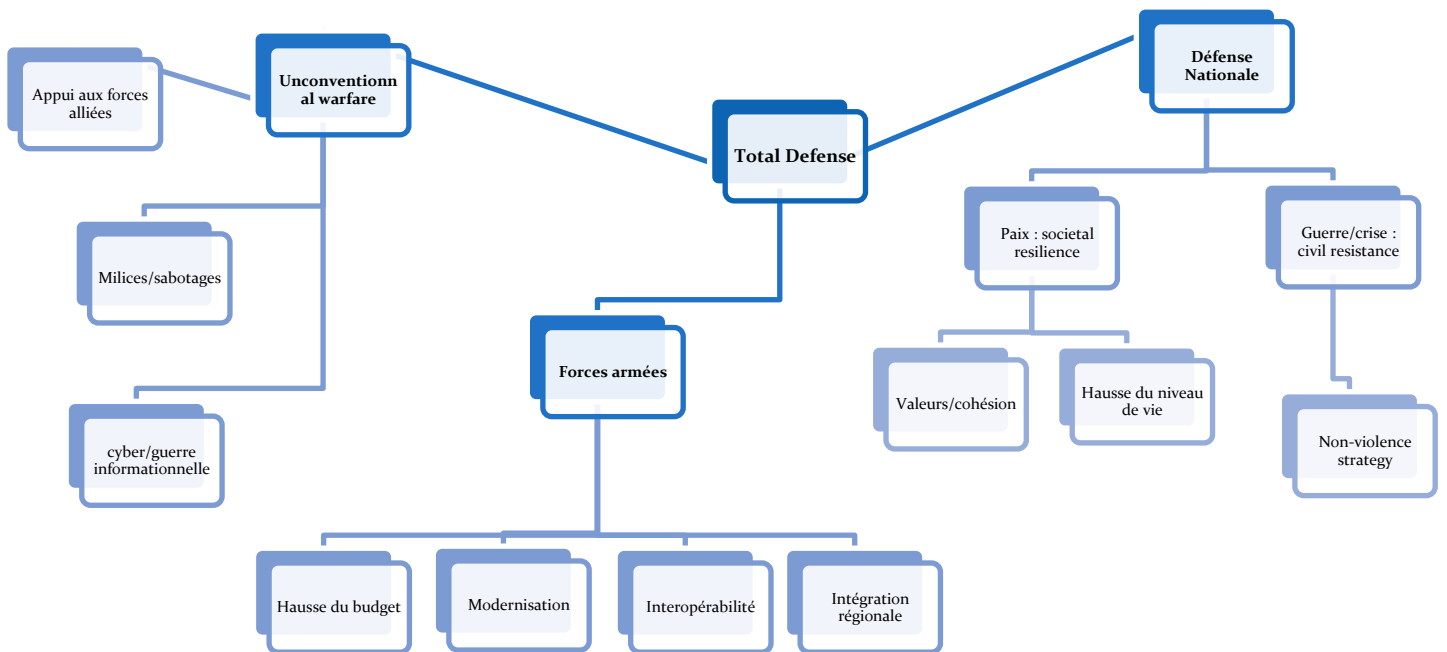 Appui aux forces
alliées
Unconventionn
al warfare
Défense
Nationale
Total Defense
Milices/sabotages
Paix : societal
resilience
Guerre/crise :
civil resistance
Forces armées
Valeurs/cohésion
Hausse du niveau
de vie
cyber/guerre
informationnelle
Non-violence
strategy
Hausse du budget
Modernisation
Interopérabilité
Intégration
régionale